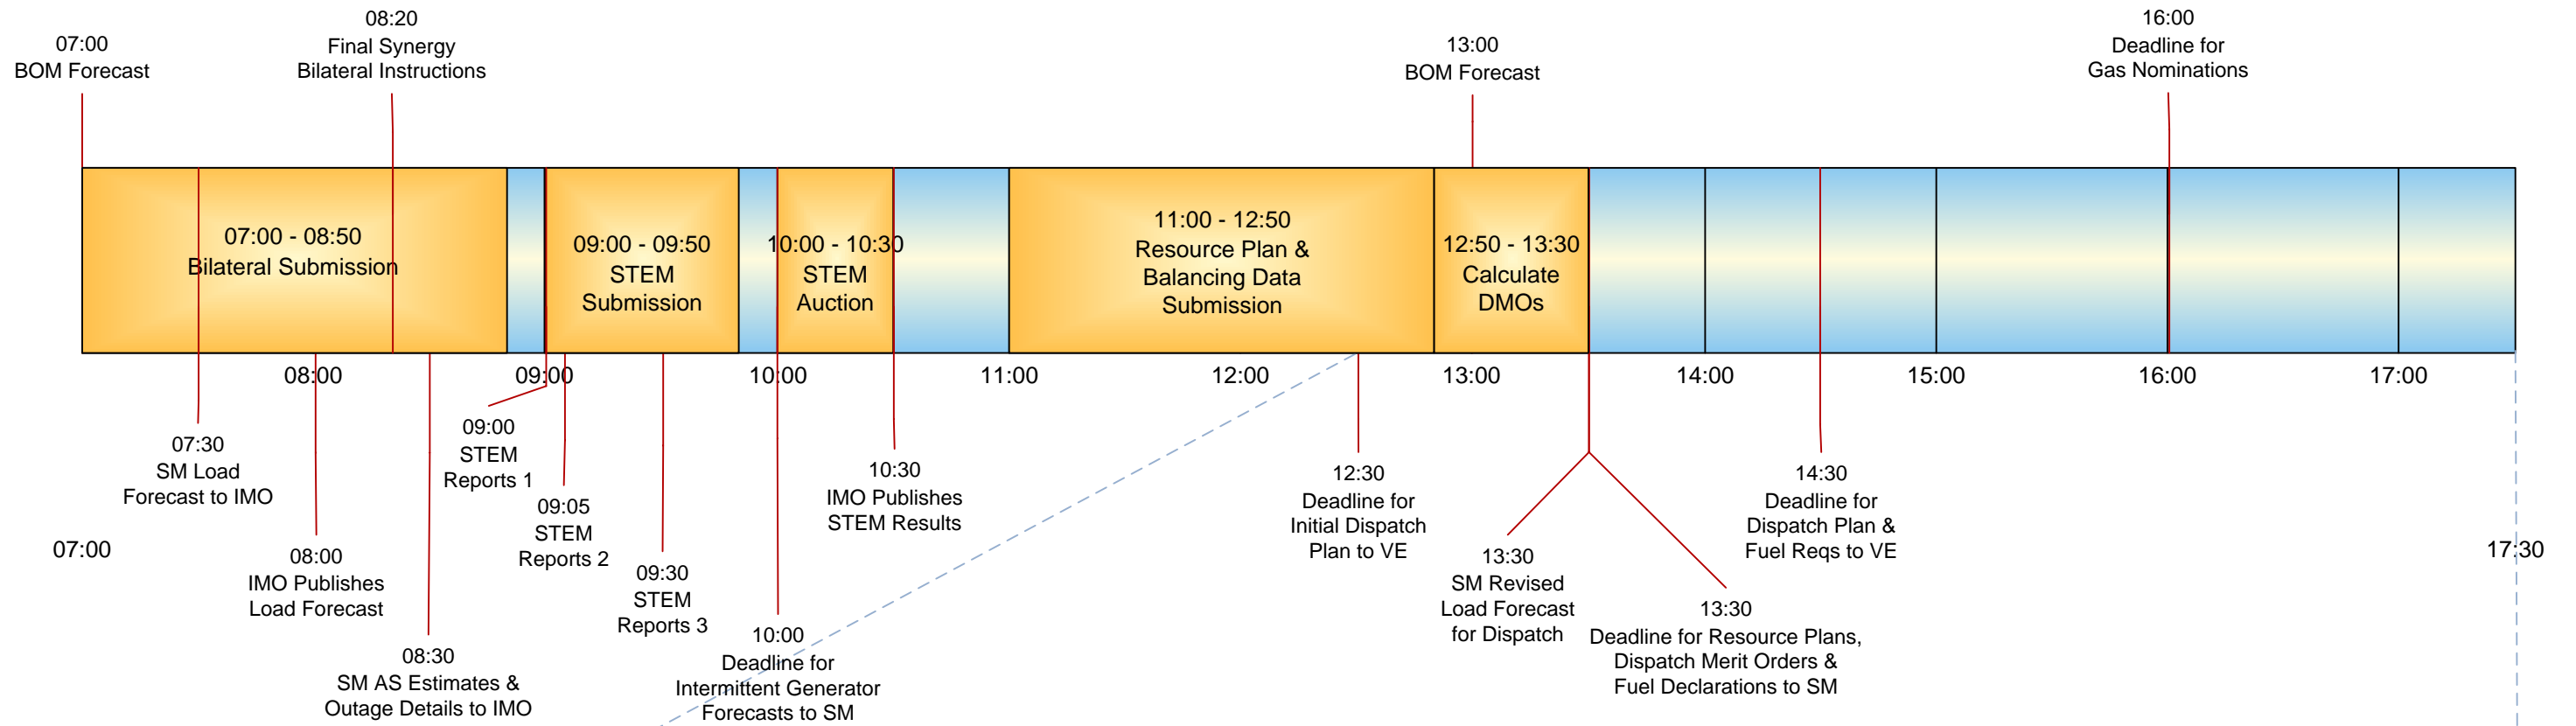 07:00
BOM Forecast
08:20
Final Synergy
Bilateral Instructions
13:00
BOM Forecast
16:00
Deadline for
Gas Nominations
07:00 - 08:50
Bilateral Submission
09:00 - 09:50
STEM
Submission
10:00 - 10:30
STEM
Auction
11:00 - 12:50
Resource Plan &
Balancing Data
Submission
12:50 - 13:30
Calculate
DMOs
08:00
09:00
10:00
11:00
12:00
13:00
14:00
15:00
16:00
17:00
07:30
SM Load
Forecast to IMO
08:00
IMO Publishes
Load Forecast
08:30
SM AS Estimates &
Outage Details to IMO
09:00
STEM
Reports 1
09:05
STEM
Reports 2
09:30
STEM
Reports 3
10:00
Deadline for
Intermittent Generator
Forecasts to SM
10:30
IMO Publishes
STEM Results
12:30
Deadline for
Initial Dispatch
Plan to VE
13:30
SM Revised
Load Forecast
for Dispatch
13:30
Deadline for Resource Plans,
Dispatch Merit Orders &
Fuel Declarations to SM
14:30
Deadline for
Dispatch Plan &
Fuel Reqs to VE
07:00
17:30